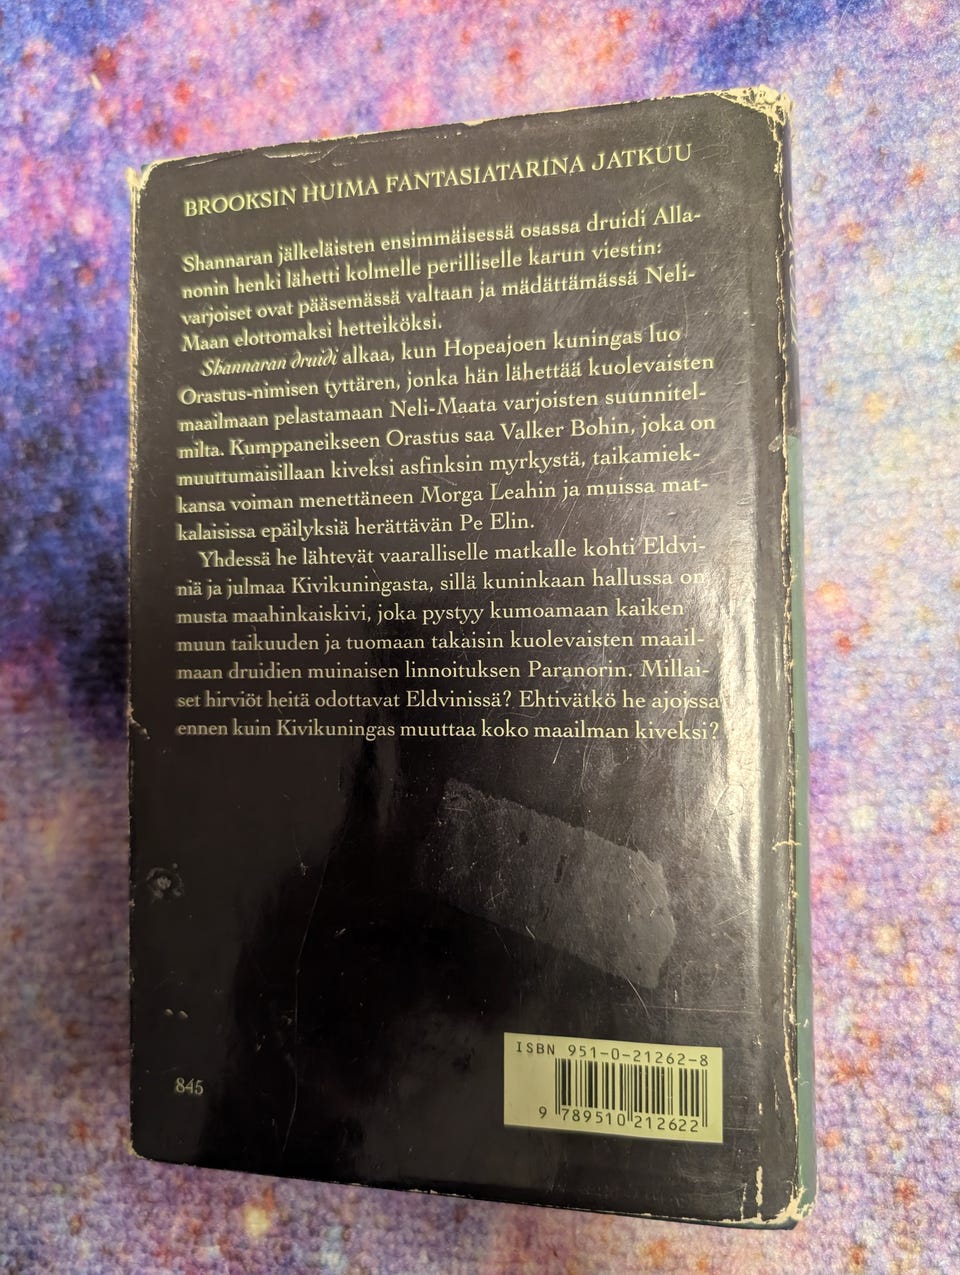 BROOKSIN HUIMA FANTASIATARINA JATKUU
Shannaran jälkeläisten ensimmäisessä osassa druidi Alla-
nonin henki lähetti kolmelle perilliselle karun viestin:
varjoiset ovat pääsemässä valtaan ja mädättämässä Neli-
Maan elottomaksi hetteiköksi.
Shannaran druidi alkaa, kun Hopeajoen kuningas luo
Orastus-nimisen tyttären, jonka hän lähettää kuolevaisten
maailmaan pelastamaan Neli-Maata varjoisten suunnitel-
milta. Kumppaneikseen Orastus saa Valker Bohin, joka on
muuttumaisillaan kiveksi asfinksin myrkystä, taikamiek-
kansa voiman menettäneen Morga Leahin ja muissa mat-
kalaisissa epäilyksiä herättävän Pe Elin.
Yhdessä he lähtevät vaaralliselle matkalle kohti Eldvi-
niä ja julmaa Kivikuningasta, sillä kuninkaan hallussa on
musta maahinkaiskivi, joka pystyy kumoamaan kaiken
muun taikuuden ja tuomaan takaisin kuolevaisten maail-
maan druidien muinaisen linnoituksen Paranorin. Millai-
set hirviöt heitä odottavat Eldvinissä? Ehtivätkö he ajoissa
ennen kuin Kivikuningas muuttaa koko maailman kiveksi?
ISBN 951-0-21262-8
845
9 789510 212622